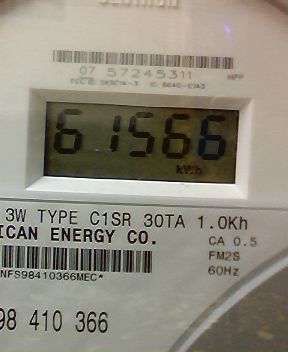 07 57245311
HPP
61566
kWh
3W TYPE C1SR 30TA 1.0Kh
ICAN ENERGY CO.
CA 0.5
FM2S
60Hz
NFS98410366MEC*
98 410 366